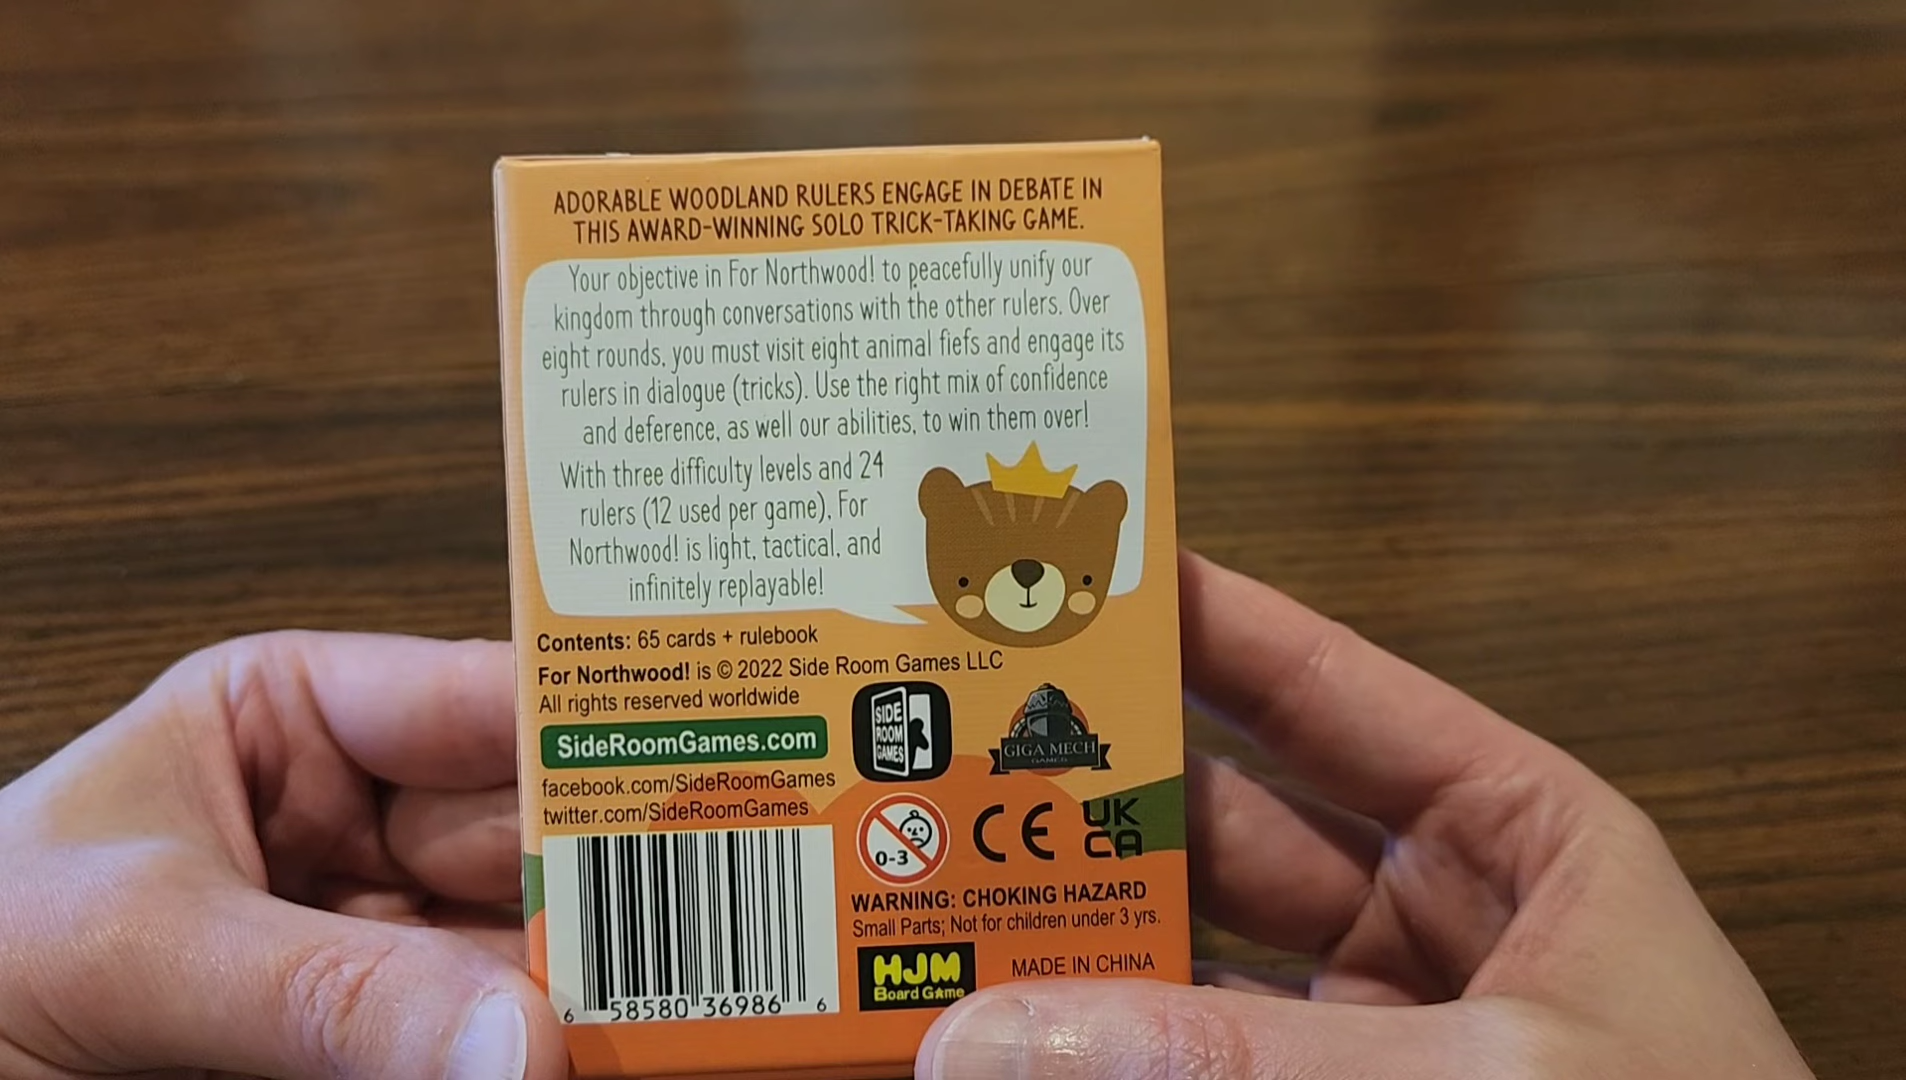 ADORABLE WOODLAND RULERS ENGAGE IN DEBATE IN
THIS AWARD-WINNING SOLO TRICK-TAKING GAME.
Your objective in For Northwood! to peacefully unify our
kingdom through conversations with the other rulers. Over
eight rounds, you must visit eight animal fiefs and engage its
rulers in dialogue (tricks). Use the right mix of confidence
and deference, as well our abilities, to win them over!
With three difficulty levels and 24
rulers (12 used per game), For
Northwood! is light, tactical, and
infinitely replayable!
Contents: 65 cards + rulebook
For Northwood! is © 2022 Side Room Games LLC
All rights reserved worldwide
SideRoomGames.com
facebook.com/SideRoomGames
twitter.com/SideRoomGames
SIDE
ROOM
GAMES
GIGA MECH
GAMES
0-3
CE
UK
CA
WARNING: CHOKING HAZARD
Small Parts; Not for children under 3 yrs.
HJM
Board Game
MADE IN CHINA
6 58580 36986 6